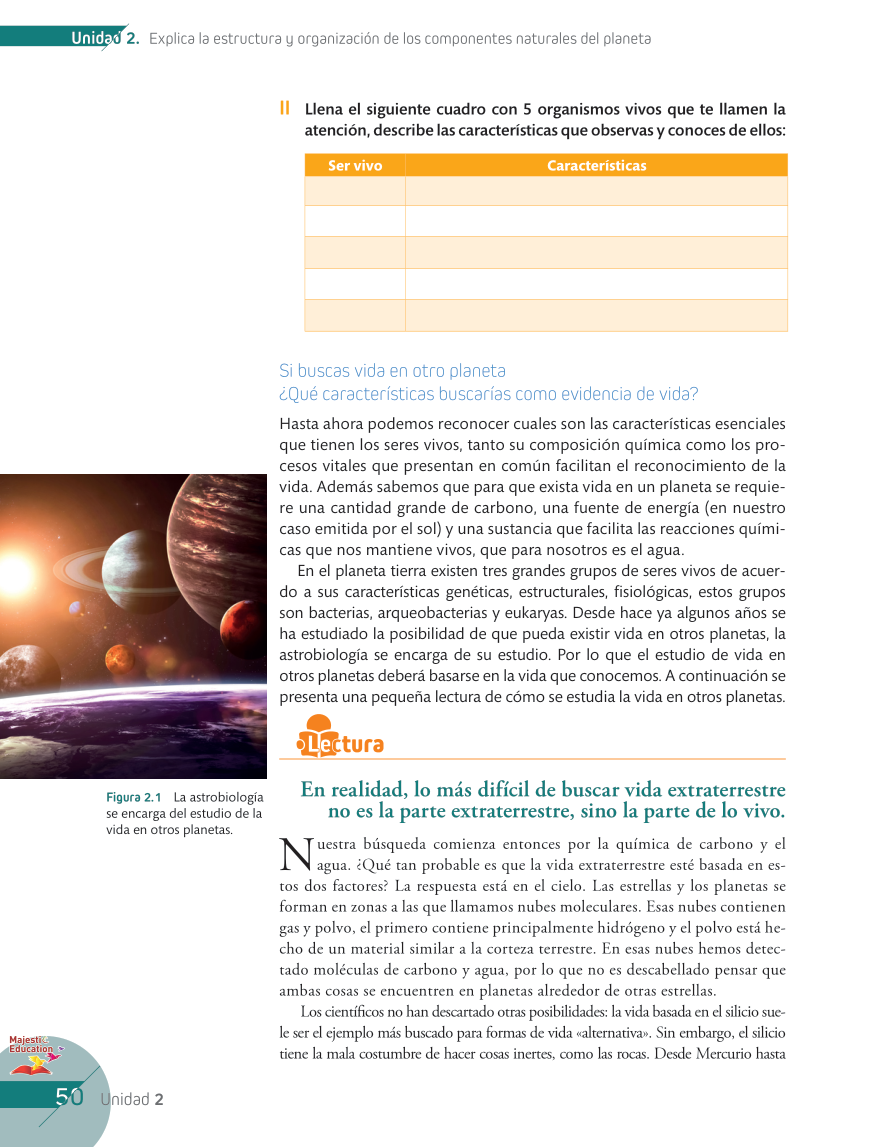 Unidad 2. Explica la estructura y organización de los componentes naturales del planeta
II Llena el siguiente cuadro con 5 organismos vivos que te llamen la
atención, describe las características que observas y conoces de ellos:
Ser vivo Características
Si buscas vida en otro planeta
¿Qué características buscarías como evidencia de vida?
Hasta ahora podemos reconocer cuales son las características esenciales
que tienen los seres vivos, tanto su composición química como los pro-
cesos vitales que presentan en común facilitan el reconocimiento de la
vida. Además sabemos que para que exista vida en un planeta se requie-
re una cantidad grande de carbono, una fuente de energía (en nuestro
caso emitida por el sol) y una sustancia que facilita las reacciones quími-
cas que nos mantiene vivos, que para nosotros es el agua.
En el planeta tierra existen tres grandes grupos de seres vivos de acuer-
do a sus características genéticas, estructurales, fisiológicas, estos grupos
son bacterias, arqueobacterias y eukaryas. Desde hace ya algunos años se
ha estudiado la posibilidad de que pueda existir vida en otros planetas, la
astrobiología se encarga de su estudio. Por lo que el estudio de vida en
otros planetas deberá basarse en la vida que conocemos. A continuación se
presenta una pequeña lectura de cómo se estudia la vida en otros planetas.
Lectura
Figura 2.1 La astrobiología
se encarga del estudio de la
vida en otros planetas.
En realidad, lo más difícil de buscar vida extraterrestre
no es la parte extraterrestre, sino la parte de lo vivo.
Nuestra búsqueda comienza entonces por la química de carbono y el
agua. ¿Qué tan probable es que la vida extraterrestre esté basada en es-
tos dos factores? La respuesta está en el cielo. Las estrellas y los planetas se
forman en zonas a las que llamamos nubes moleculares. Esas nubes contienen
gas y polvo, el primero contiene principalmente hidrógeno y el polvo está he-
cho de un material similar a la corteza terrestre. En esas nubes hemos detec-
tado moléculas de carbono y agua, por lo que no es descabellado pensar que
ambas cosas se encuentren en planetas alrededor de otras estrellas.
Los científicos no han descartado otras posibilidades: la vida basada en el silicio sue-
le ser el ejemplo más buscado para formas de vida «alternativa». Sin embargo, el silicio
tiene la mala costumbre de hacer cosas inertes, como las rocas. Desde Mercurio hasta
Majestic
Education
50 Unidad 2